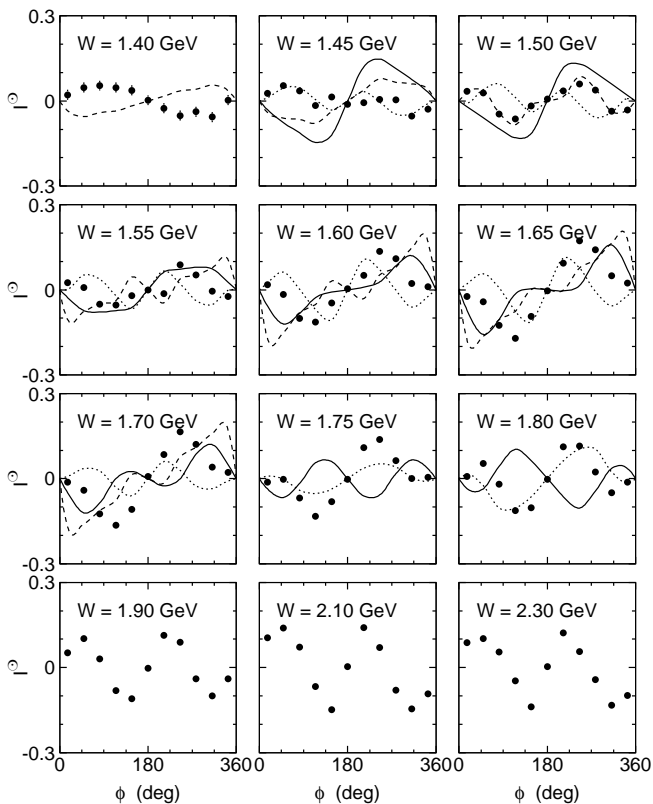 0.3
W = 1.40 GeV
W = 1.45 GeV
W = 1.50 GeV
0
I⊙
-0.3
0.3
W = 1.55 GeV
W = 1.60 GeV
W = 1.65 GeV
0
I⊙
-0.3
0.3
W = 1.70 GeV
W = 1.75 GeV
W = 1.80 GeV
0
I⊙
-0.3
0.3
W = 1.90 GeV
W = 2.10 GeV
W = 2.30 GeV
0
I⊙
-0.3
0 180 360 0 180 360 0 180 360
ϕ (deg) ϕ (deg) ϕ (deg)